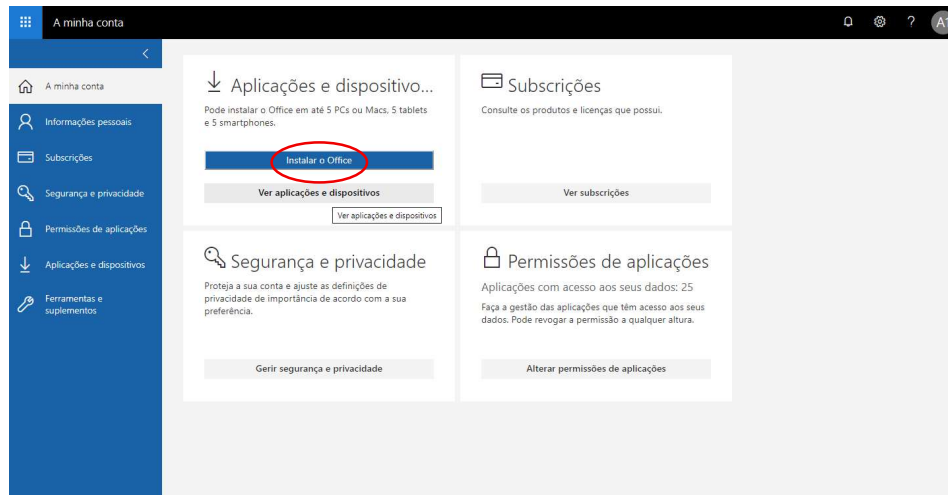 A minha conta
?
A1
A minha conta
Informações pessoais
Subscrições
Segurança e privacidade
Permissões de aplicações
Aplicações e dispositivos
Ferramentas e
suplementos
Aplicações e dispositivo...
Pode instalar o Office em até 5 PCs ou Macs, 5 tablets
e 5 smartphones.
Instalar o Office
Ver aplicações e dispositivos
Ver aplicações e dispositivos
Subscrições
Consulte os produtos e licenças que possui.
Ver subscrições
Segurança e privacidade
Proteja a sua conta e ajuste as definições de
privacidade de importância de acordo com a sua
preferência.
Gerir segurança e privacidade
Permissões de aplicações
Aplicações com acesso aos seus dados: 25
Faça a gestão das aplicações que têm acesso aos seus
dados. Pode revogar a permissão a qualquer altura.
Alterar permissões de aplicações